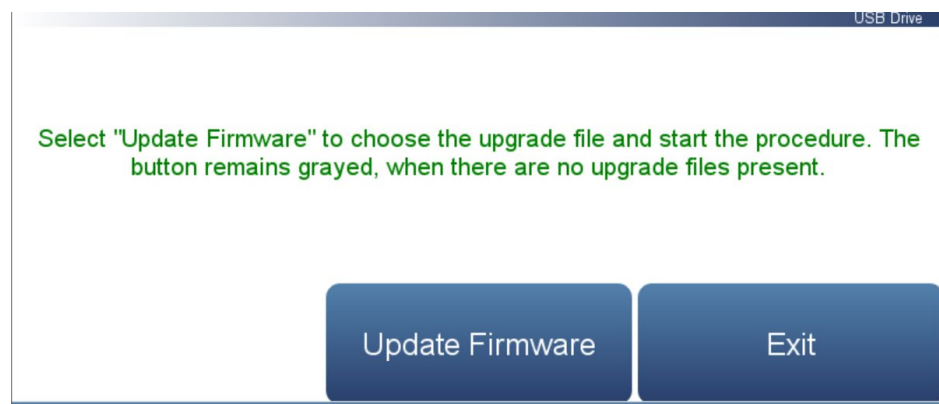 USB Drive
Select "Update Firmware" to choose the upgrade file and start the procedure. The
button remains grayed, when there are no upgrade files present.
Update Firmware
Exit